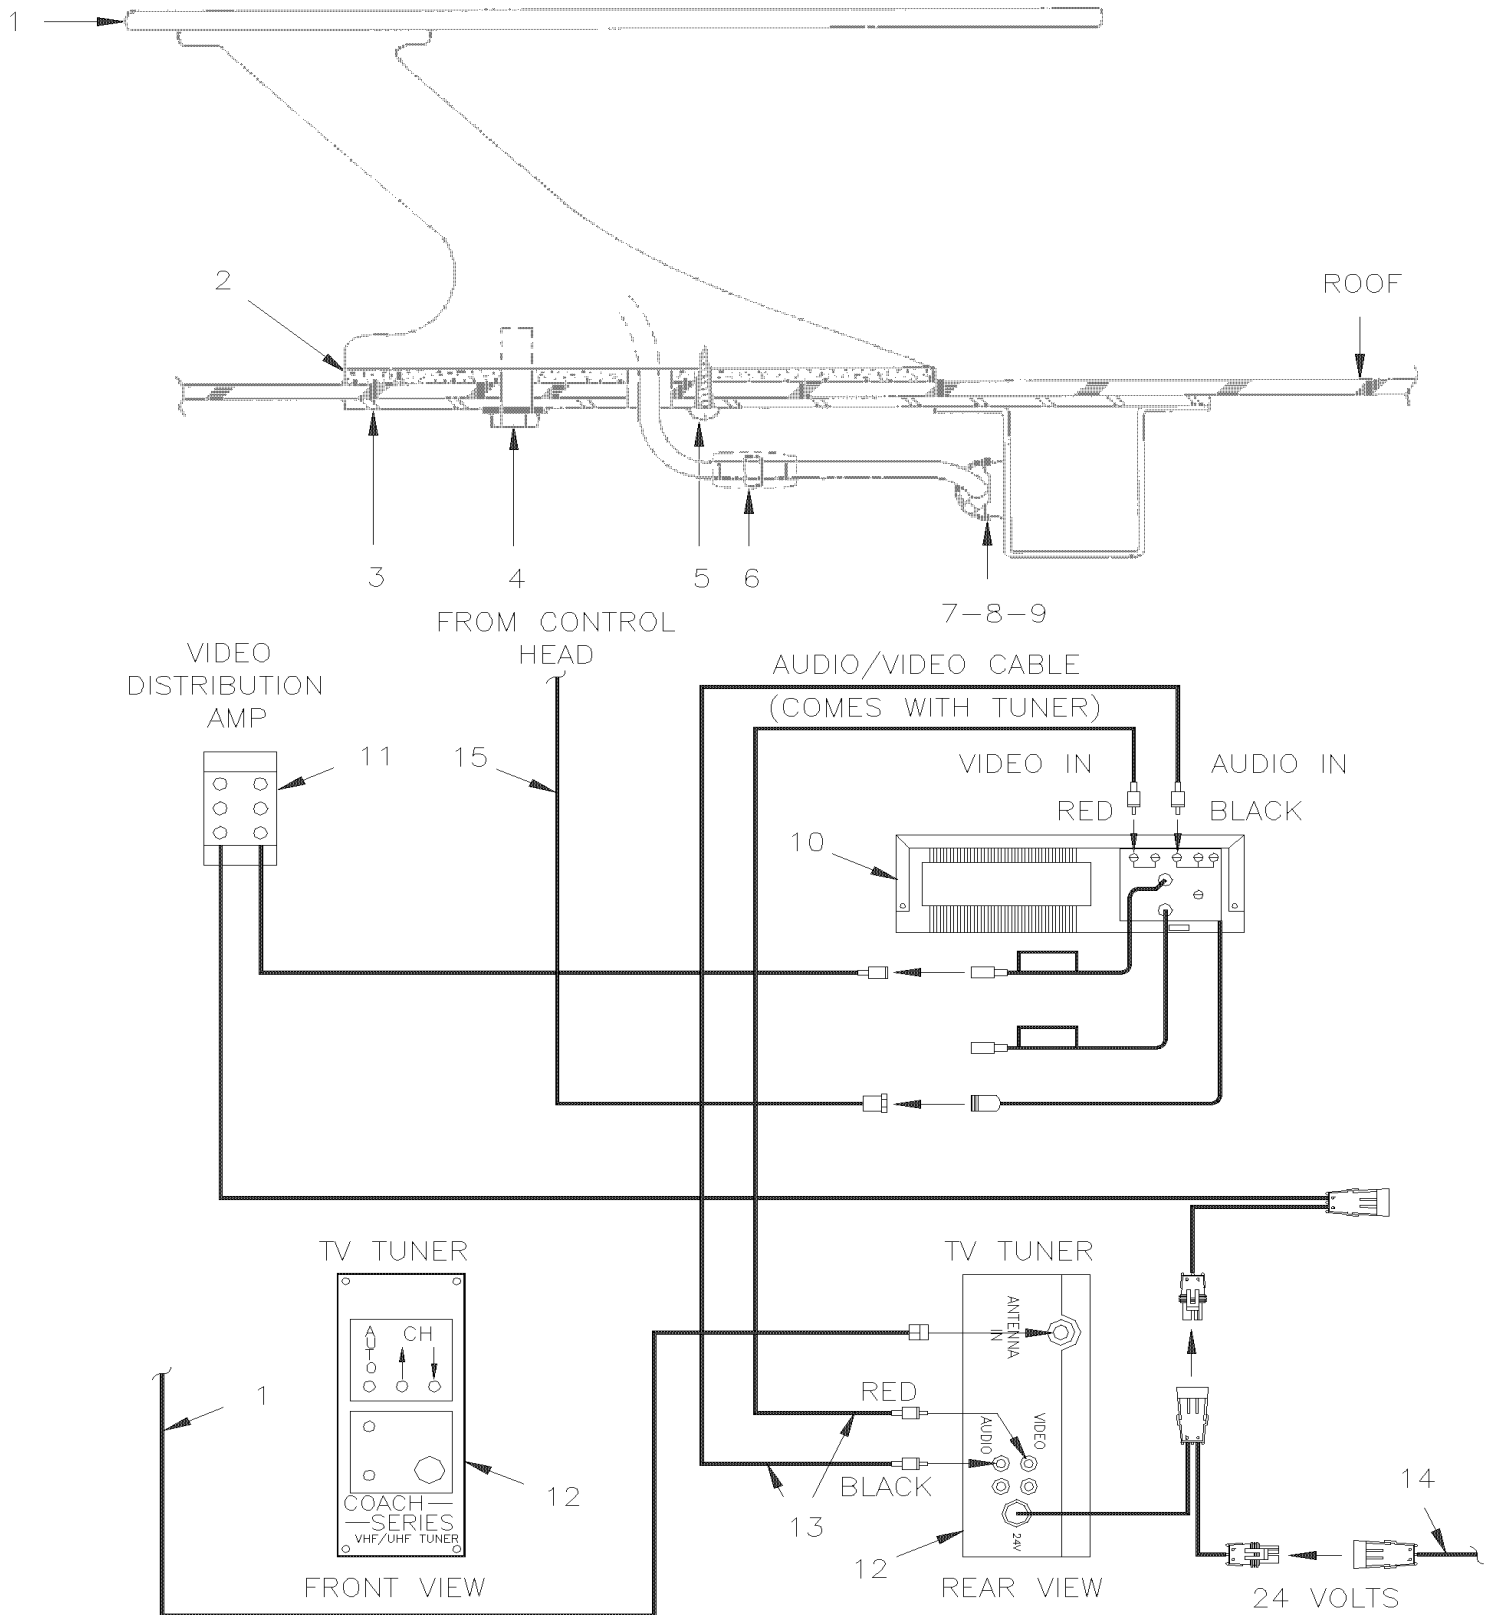 1
2
ROOF
3
4
5
6
7-8-9
FROM CONTROL
HEAD
VIDEO
DISTRIBUTION
AMP
AUDIO/VIDEO CABLE
(COMES WITH TUNER)
11
15
VIDEO IN
AUDIO IN
RED
BLACK
10
TV TUNER
TV TUNER
AUTO
CH
ANTENNA
IN
1
RED
AUDIO
VIDEO
BLACK
12
COACH
SERIES
VHF/UHF TUNER
13
14
24V
12
FRONT VIEW
REAR VIEW
24 VOLTS